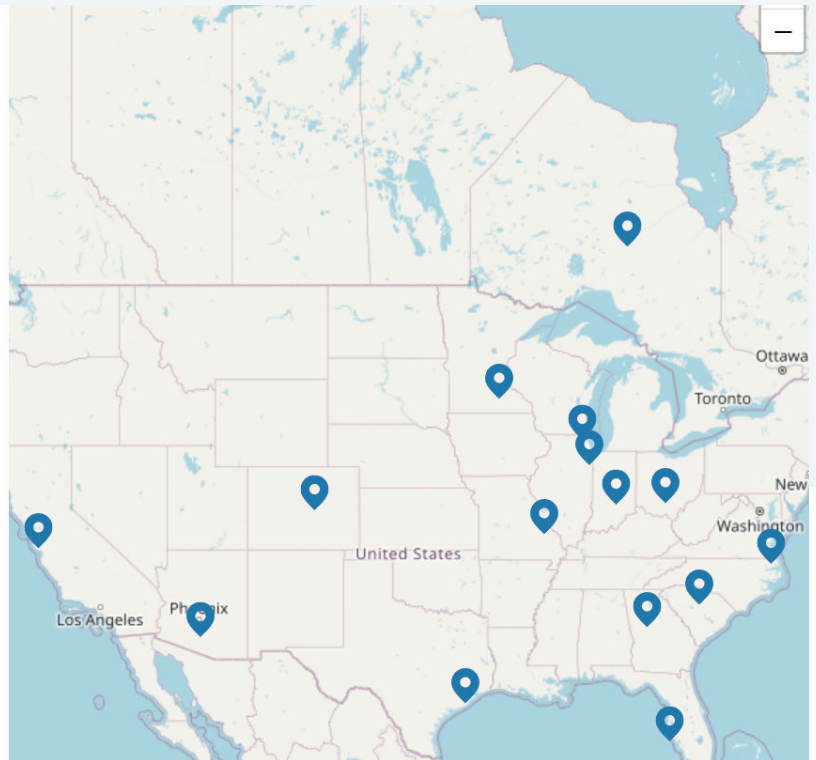 −
Ottawa
Toronto
New
Washington
United States
Phoenix
Los Angeles